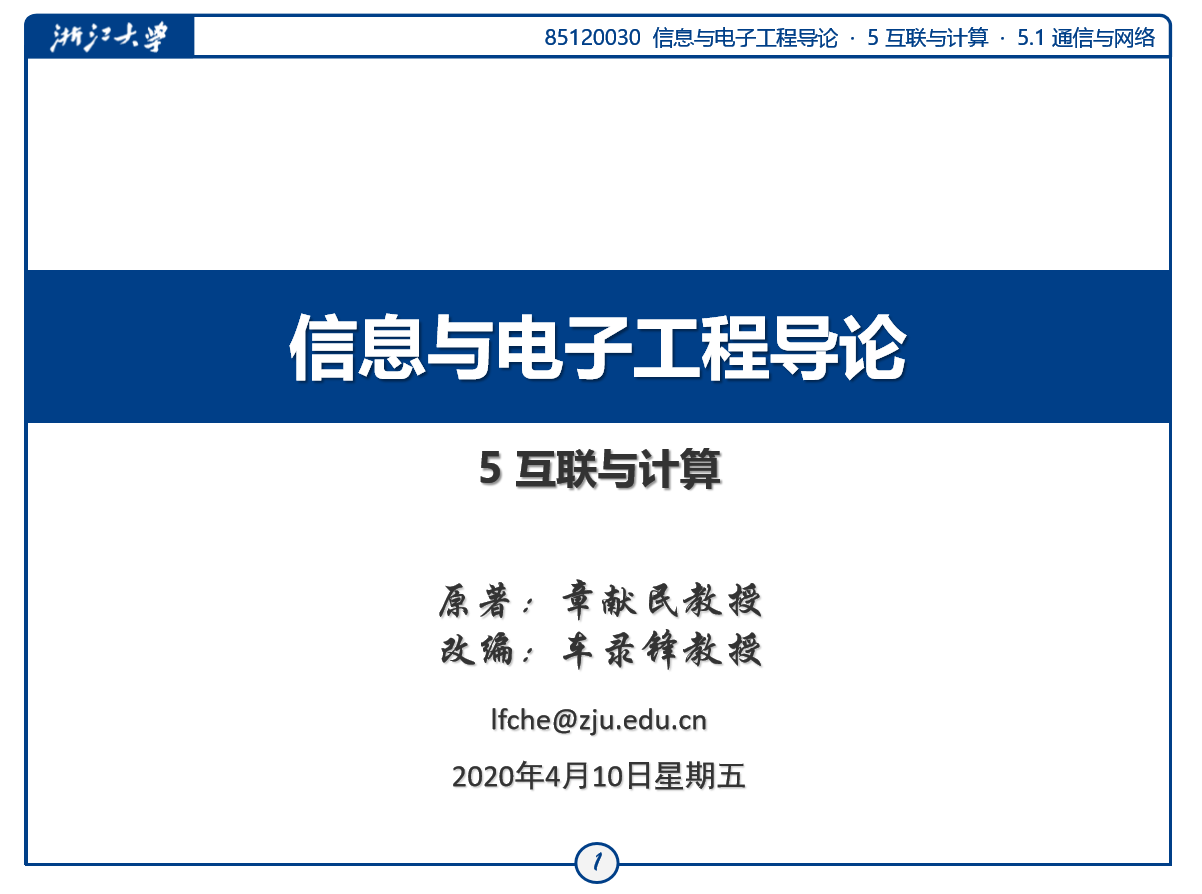 浙江大学
85120030 信息与电子工程导论 · 5 互联与计算 · 5.1 通信与网络
信息与电子工程导论
5 互联与计算
原著：章献民教授
改编：车录锋教授
lfche@zju.edu.cn
2020年4月10日星期五
1